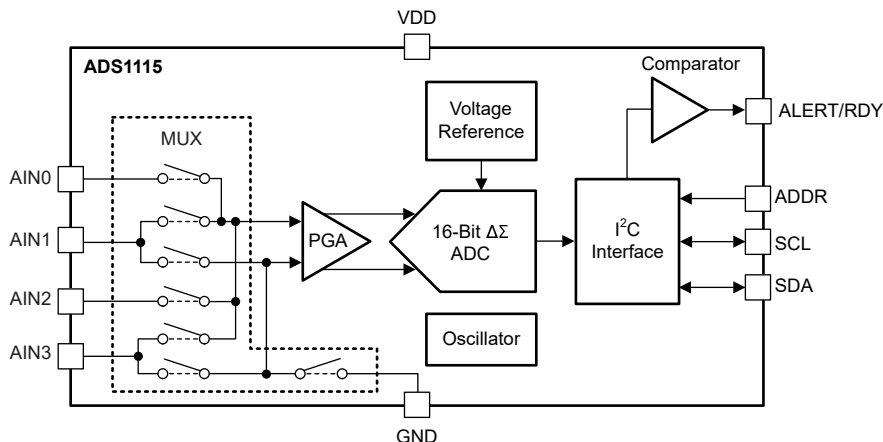 VDD
ADS1115
Comparator
Voltage
Reference
ALERT/RDY
MUX
AIN0
ADDR
AIN1
PGA
16-Bit ΔΣ
ADC
I²C
Interface
SCL
AIN2
SDA
AIN3
Oscillator
GND